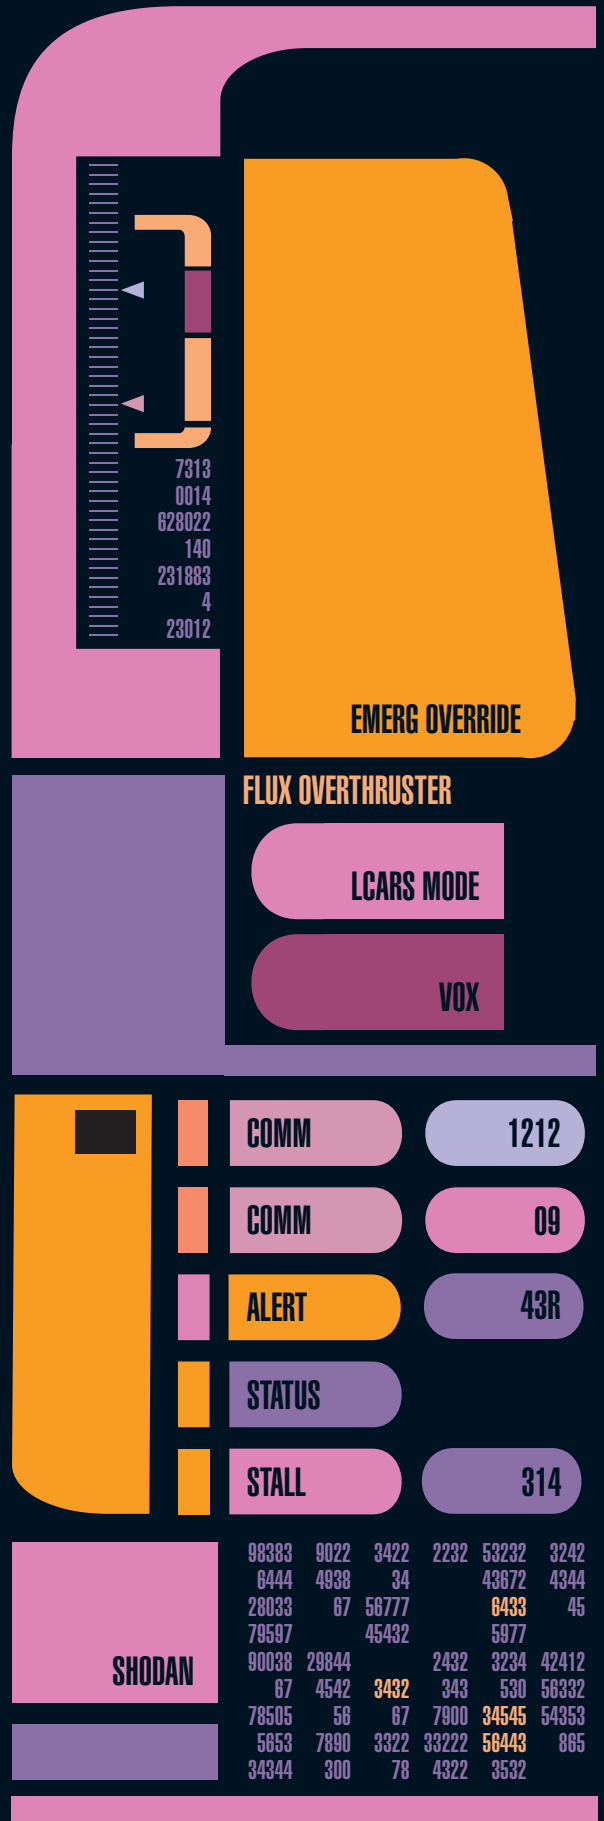 7313
0014
628022
140
231883
4
23012
EMERG OVERRIDE
FLUX OVERTHRUSTER
LCARS MODE
VOX
COMM 1212
COMM 09
ALERT 43R
STATUS
STALL 314
SHODAN
98383 9022 3422 2232 53232 3242
6444 4938 34 43672 4344
28033 67 56777 6433 45
79597 45432 5977
90038 29844 2432 3234 42412
67 4542 3432 343 530 56332
78505 56 67 7900 34545 54353
5653 7890 3322 33222 56443 865
34344 300 78 4322 3532